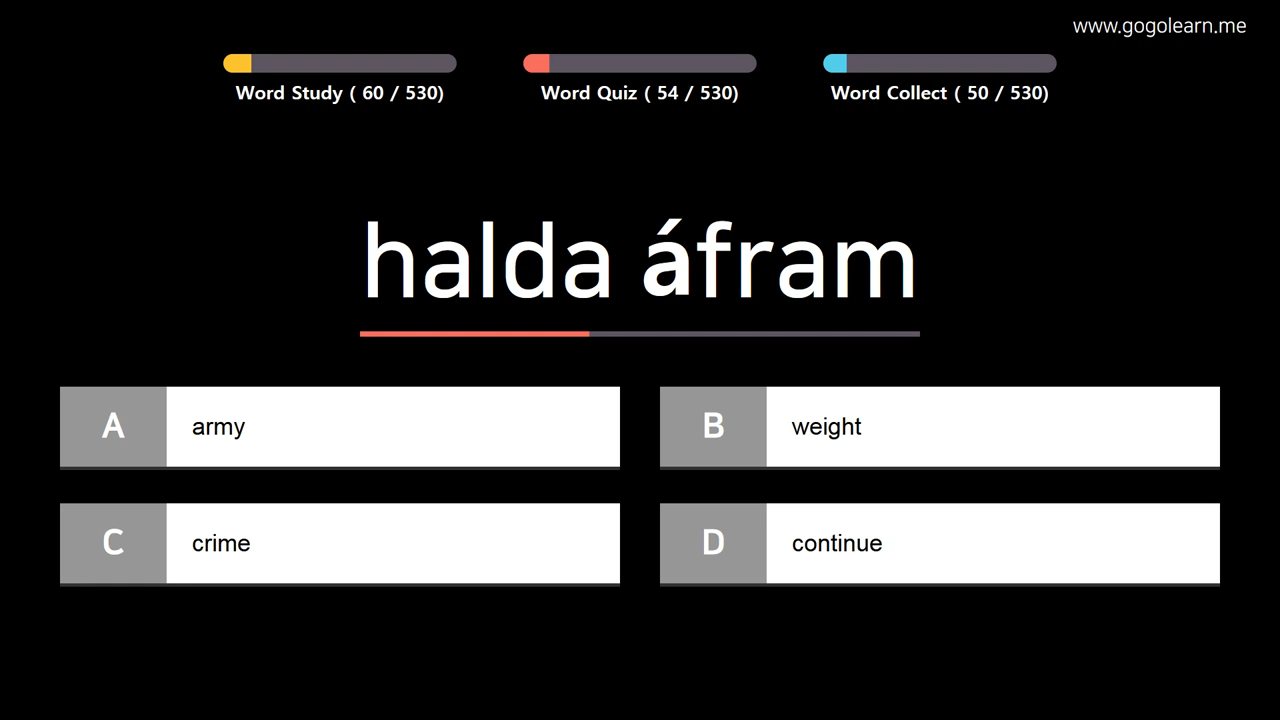 www.gogolearn.me
Word Study ( 60 / 530)
Word Quiz ( 54 / 530)
Word Collect ( 50 / 530)
halda áfram
A army
B weight
C crime
D continue